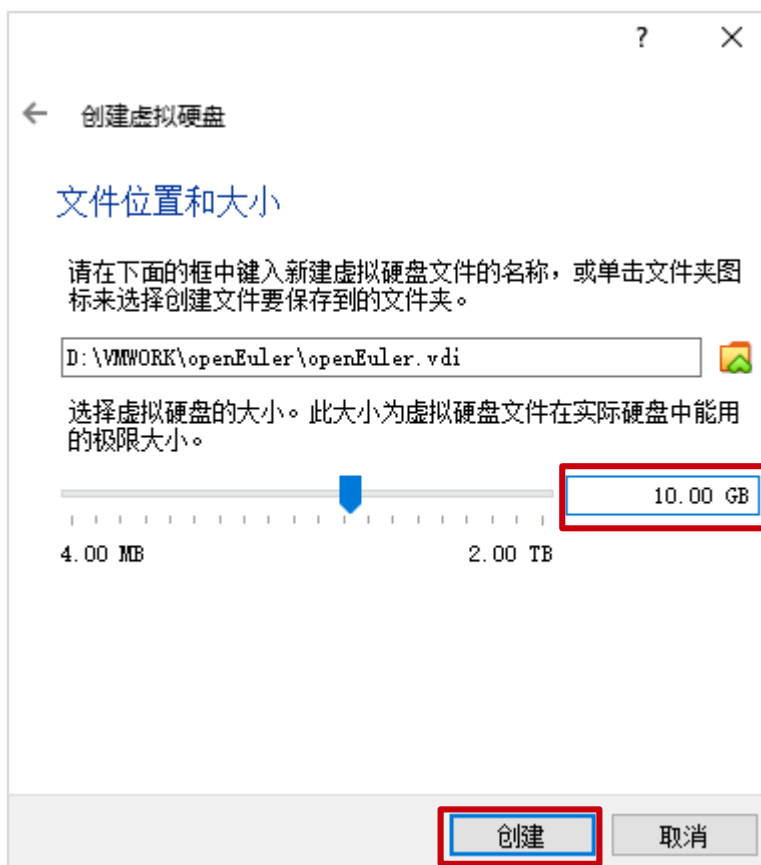 ?
创建虚拟硬盘
文件位置和大小
请在下面的框中键入新建虚拟硬盘文件的名称，或单击文件夹图
标来选择创建文件要保存到的文件夹。
D:\VMWORK\openEuler\openEuler.vdi
选择虚拟硬盘的大小。此大小为虚拟硬盘文件在实际硬盘中能用
的极限大小。
10.00 GB
4.00 MB 2.00 TB
创建 取消